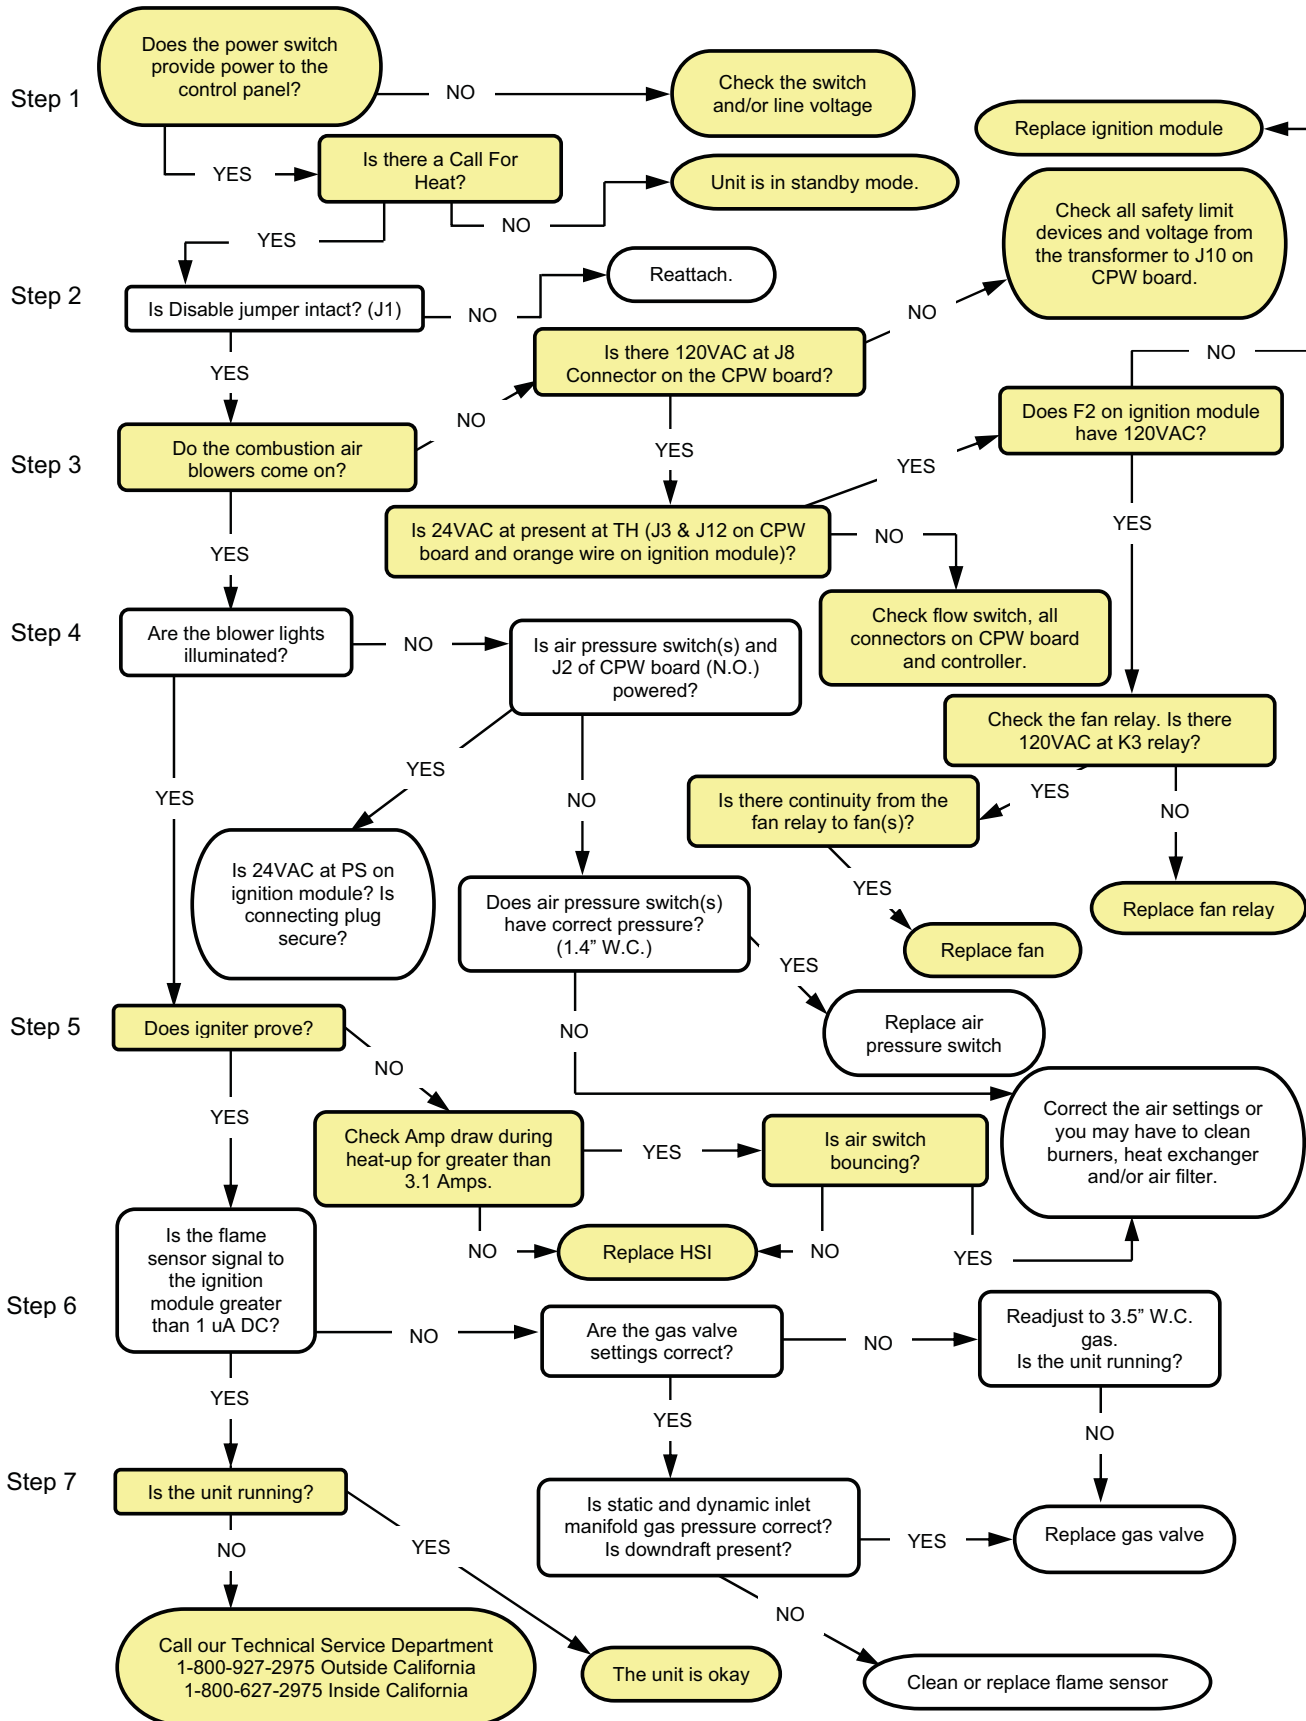 Step 1
Does the power switch
provide power to the
control panel?
NO
Check the switch
and/or line voltage
Replace ignition module
YES
Is there a Call For
Heat?
NO
Unit is in standby mode.
Check all safety limit
devices and voltage from
the transformer to J10 on
CPW board.
YES
Step 2
Is Disable jumper intact? (J1)
NO
Reattach.
YES
Is there 120VAC at J8
Connector on the CPW board?
NO
NO
Step 3
Do the combustion air
blowers come on?
NO
YES
Does F2 on ignition module
have 120VAC?
YES
YES
Is 24VAC at present at TH (J3 & J12 on CPW
board and orange wire on ignition module)?
NO
YES
YES
Check flow switch, all
connectors on CPW board
and controller.
Step 4
Are the blower lights
illuminated?
NO
Is air pressure switch(s) and
J2 of CPW board (N.O.)
powered?
Check the fan relay. Is there
120VAC at K3 relay?
YES
YES
NO
Is there continuity from the
fan relay to fan(s)?
YES
NO
Is 24VAC at PS on
ignition module? Is
connecting plug
secure?
Does air pressure switch(s)
have correct pressure?
(1.4” W.C.)
YES
Replace fan
Replace fan relay
YES
Replace air
pressure switch
Step 5
Does igniter prove?
NO
NO
YES
Check Amp draw during
heat-up for greater than
3.1 Amps.
YES
Is air switch
bouncing?
Correct the air settings or
you may have to clean
burners, heat exchanger
and/or air filter.
NO
Replace HSI
NO
YES
Step 6
Is the flame
sensor signal to
the ignition
module greater
than 1 uA DC?
NO
Are the gas valve
settings correct?
NO
Readjust to 3.5” W.C.
gas.
Is the unit running?
YES
YES
NO
Step 7
Is the unit running?
Is static and dynamic inlet
manifold gas pressure correct?
Is downdraft present?
YES
Replace gas valve
NO
YES
NO
Call our Technical Service Department
1-800-927-2975 Outside California
1-800-627-2975 Inside California
The unit is okay
Clean or replace flame sensor